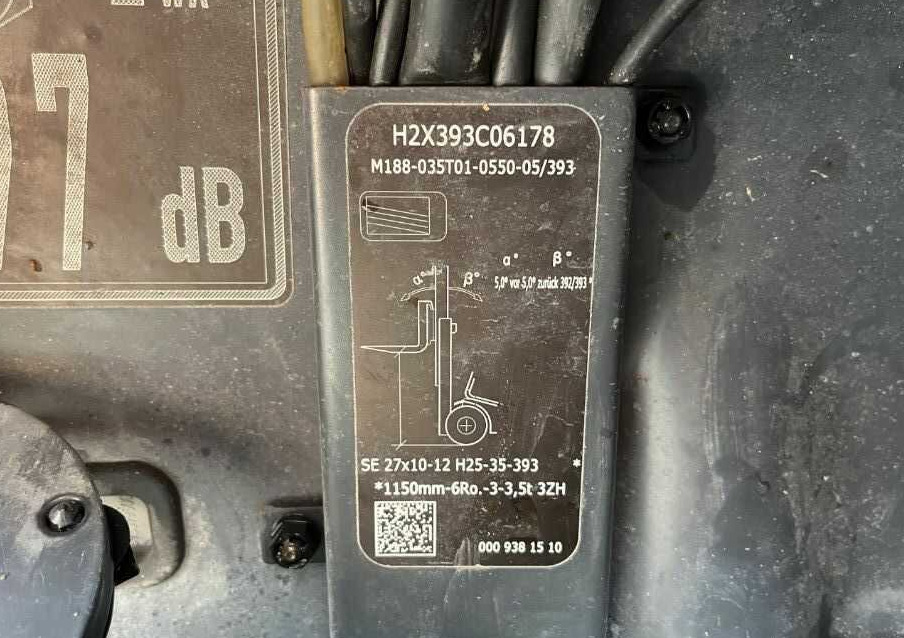 7
dB
H2X393C06178
M188-035T01-0550-05/393
α° β°
5,0° vor 5,0° zurück 392/393 *
α° β°
SE 27x10-12 H25-35-393 *
*1150mm-6Ro.-3-3,5t 3ZH
000 938 15 10